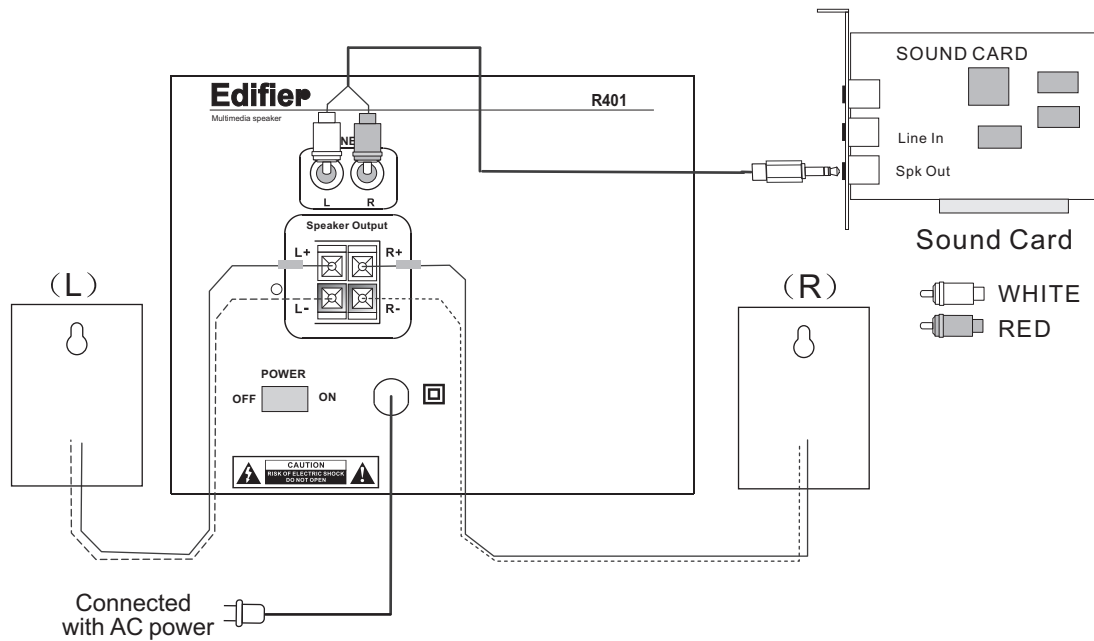 Edifier
Multimedia speaker
R401
L R
Speaker Output
L+ R+
L- R-
POWER
OFF ON
CAUTION
RISK OF ELECTRIC SHOCK
DO NOT OPEN
(L)
(R)
SOUND CARD
Line In
Spk Out
Sound Card
WHITE
RED
Connected
with AC power